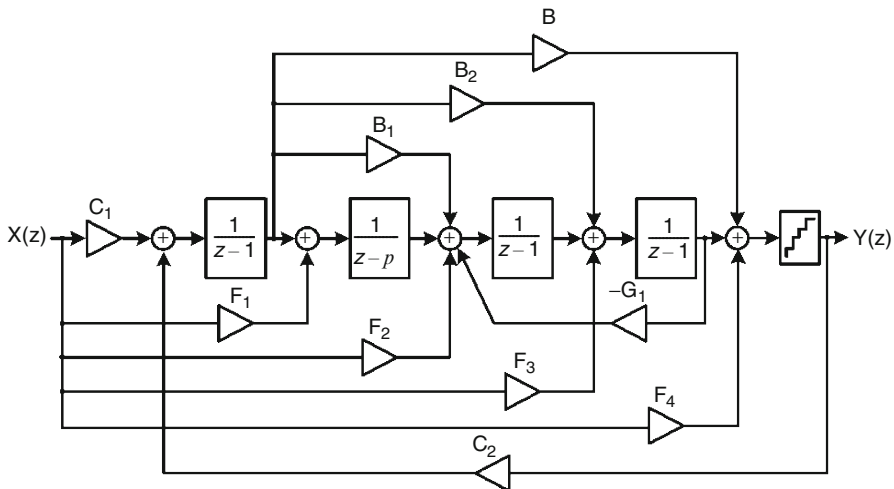 B
B₂
B₁
X(z)
C₁
+
1
z − 1
+
1
z − p
+
1
z − 1
+
1
z − 1
+
Y(z)
F₁
−G₁
F₂
F₃
F₄
C₂